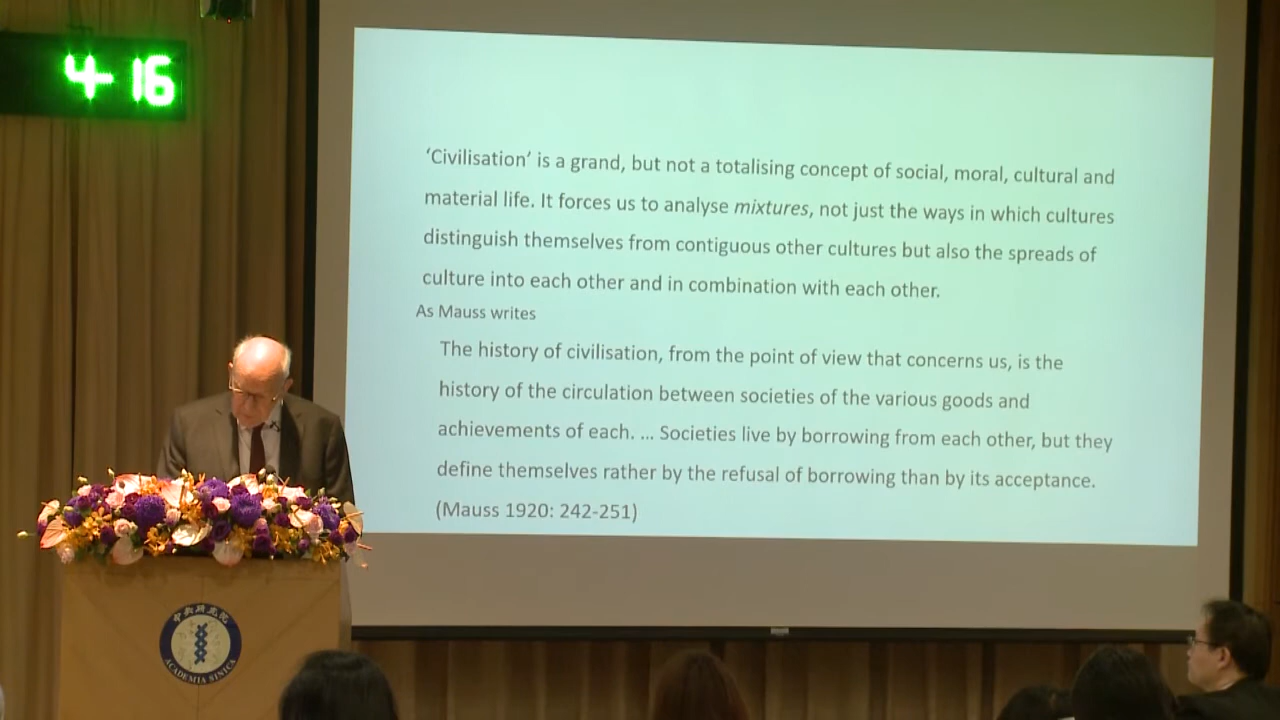 4 16
‘Civilisation’ is a grand, but not a totalising concept of social, moral, cultural and
material life. It forces us to analyse mixtures, not just the ways in which cultures
distinguish themselves from contiguous other cultures but also the spreads of
culture into each other and in combination with each other.
As Mauss writes
The history of civilisation, from the point of view that concerns us, is the
history of the circulation between societies of the various goods and
achievements of each. ... Societies live by borrowing from each other, but they
define themselves rather by the refusal of borrowing than by its acceptance.
(Mauss 1920: 242-251)
中央研究院
ACADEMIA SINICA